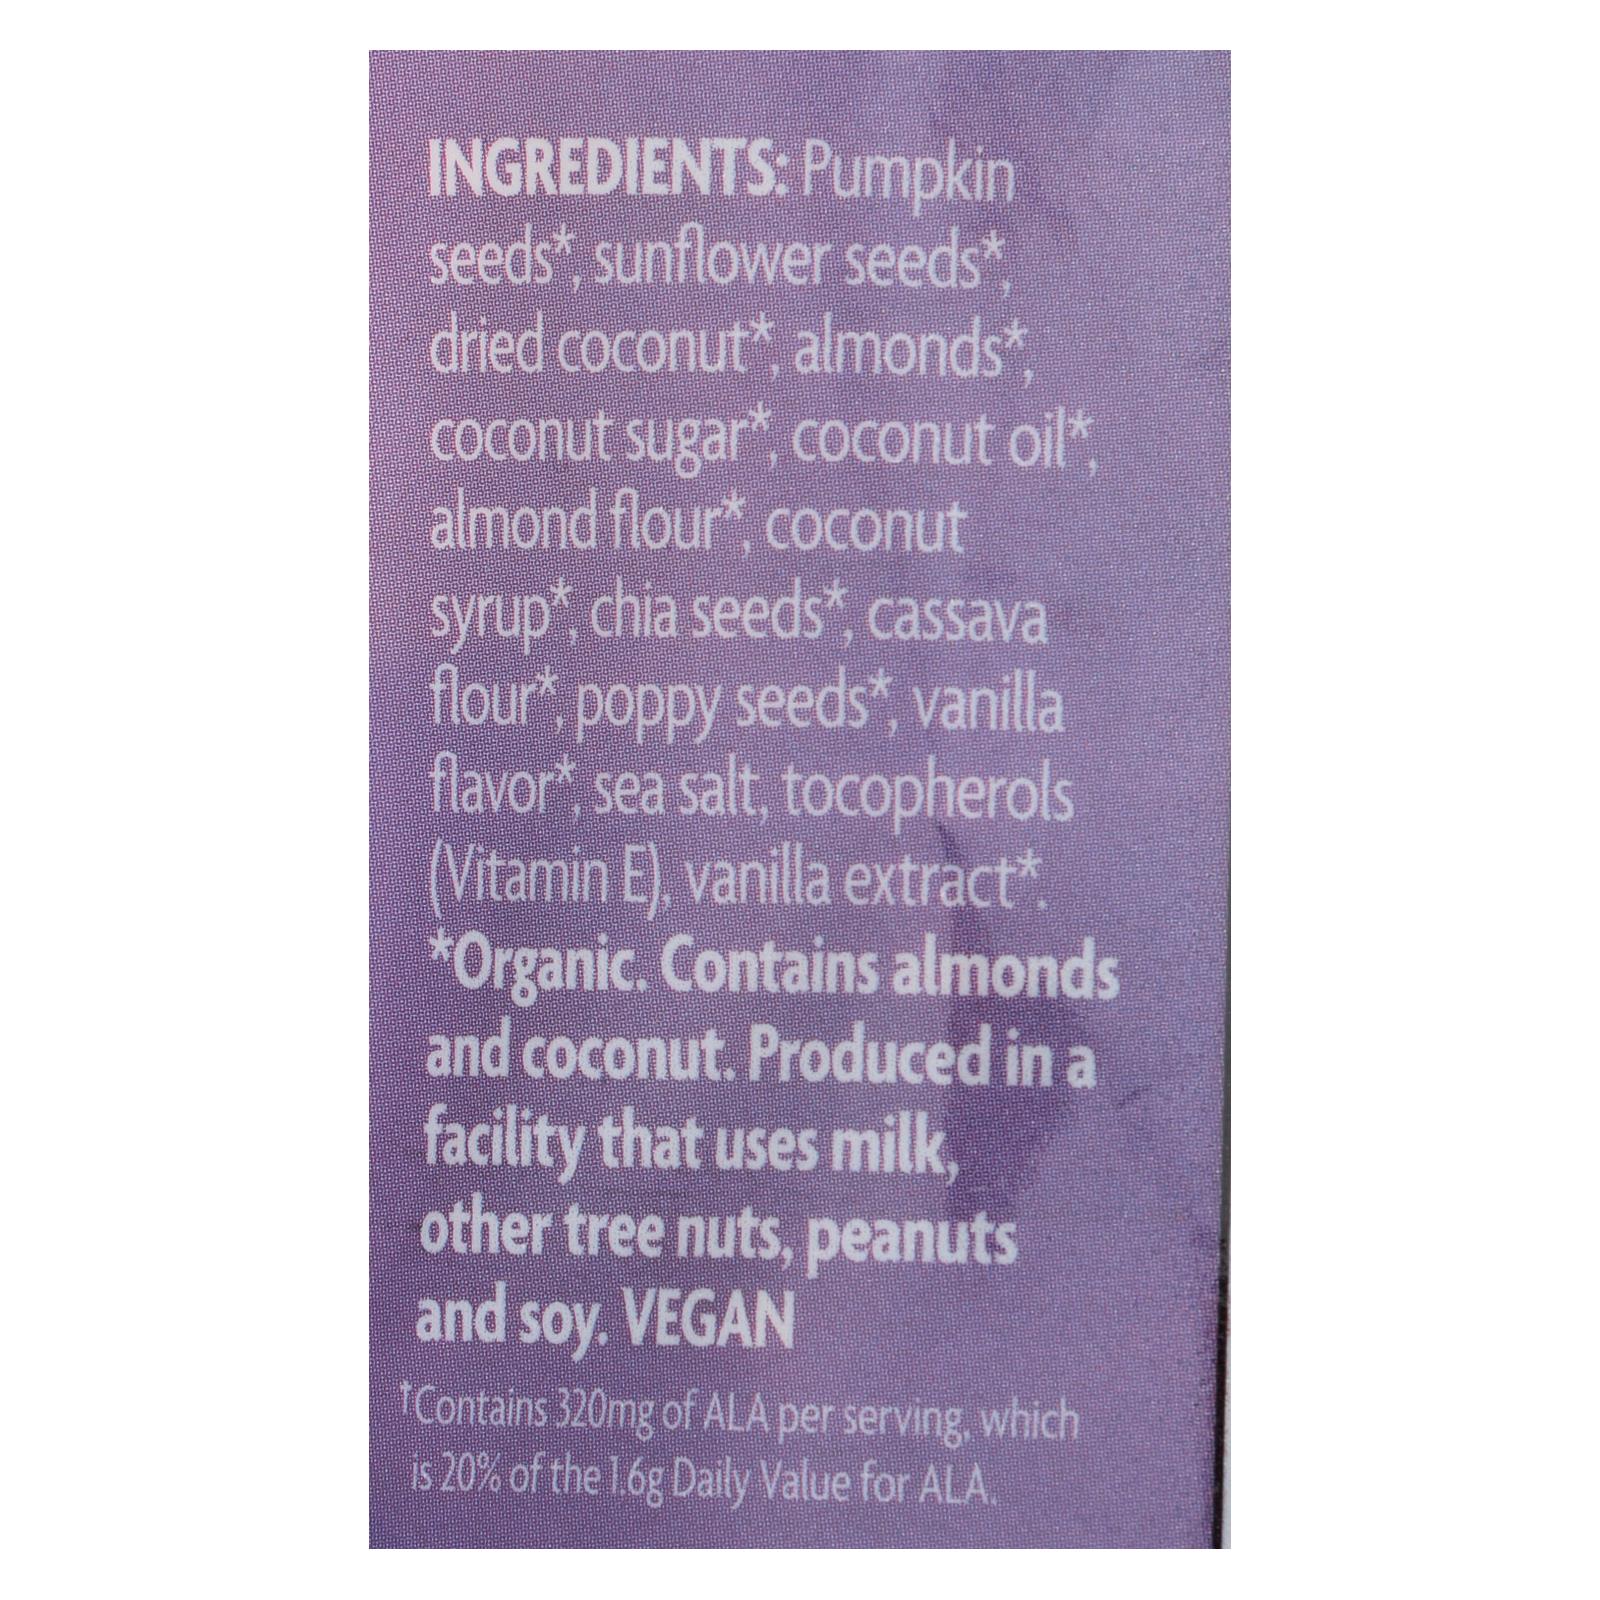 INGREDIENTS: Pumpkin
seeds*, sunflower seeds*,
dried coconut*, almonds*,
coconut sugar*, coconut oil*,
almond flour*, coconut
syrup*, chia seeds*, cassava
flour*, poppy seeds*, vanilla
flavor*, sea salt, tocopherols
(Vitamin E), vanilla extract*.
*Organic. Contains almonds
and coconut. Produced in a
facility that uses milk,
other tree nuts, peanuts
and soy. VEGAN
†Contains 320mg of ALA per serving, which
is 20% of the 1.6g Daily Value for ALA.